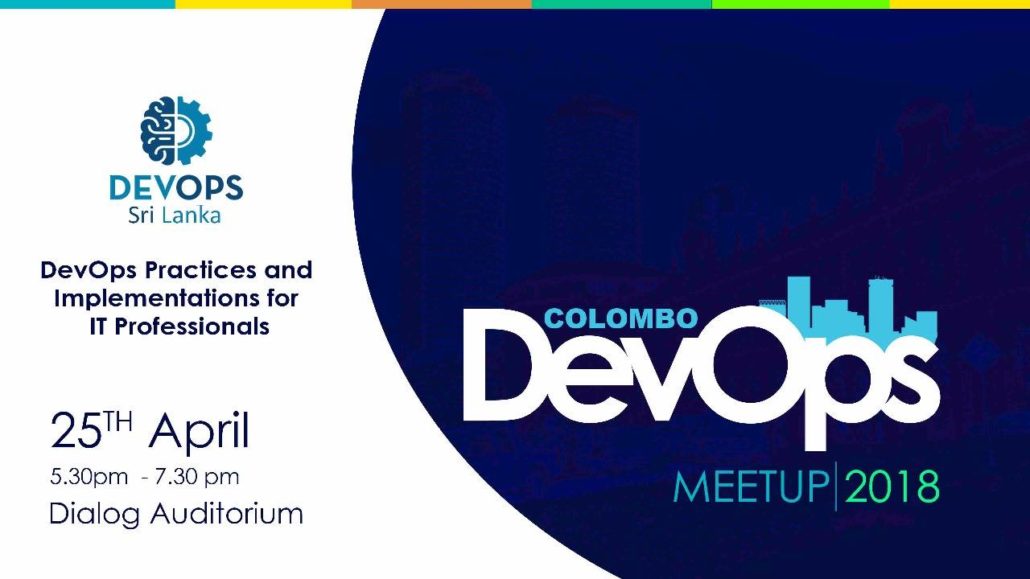 DEVOPS
Sri Lanka
DevOps Practices and
Implementations for
IT Professionals
25TH April
5.30pm - 7.30 pm
Dialog Auditorium
COLOMBO
DevOps
MEETUP|2018